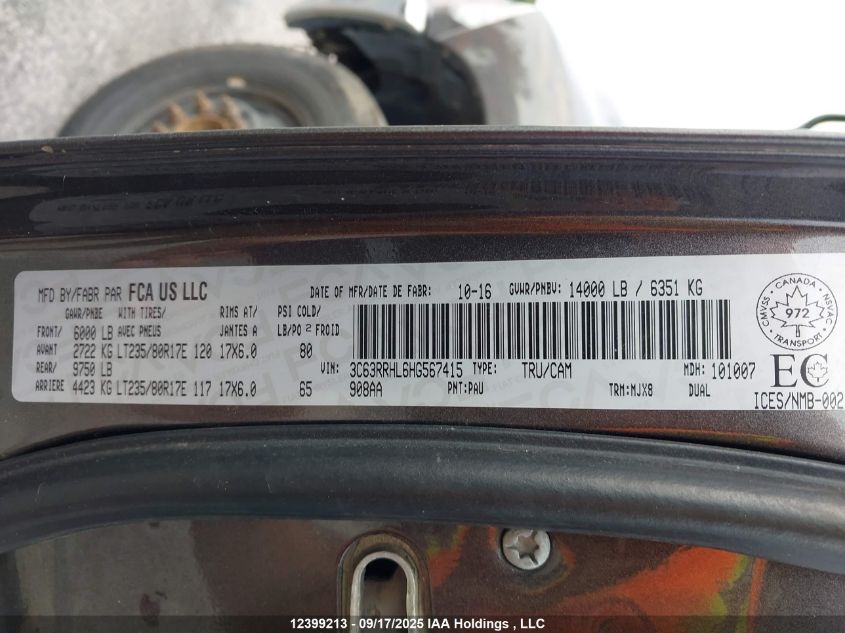 MFD BY/FABR PAR FCA US LLC
DATE OF MFR/DATE DE FABR: 10-16 GVWR/PNBV: 14000 LB / 6351 KG
GAWR/PNBE WITH TIRES/ RIMS AT/ PSI COLD/
FRONT/ 6000 LB AVEC PNEUS JANTES A LB/PO 2 FROID
AVANT 2722 KG LT235/80R17E 120 17X6.0 80
REAR/ 9750 LB
ARRIERE 4423 KG LT235/80R17E 117 17X6.0 65
VIN: 3C63RRHL6HG567415 TYPE: TRU/CAM MDH: 101007
908AA PNT:PAU TRM:MJX8 DUAL
CANADA
CMVSS NSVAC
972
TRANSPORT
EC
ICES/NMB-002
12399213 - 09/17/2025 IAA Holdings , LLC